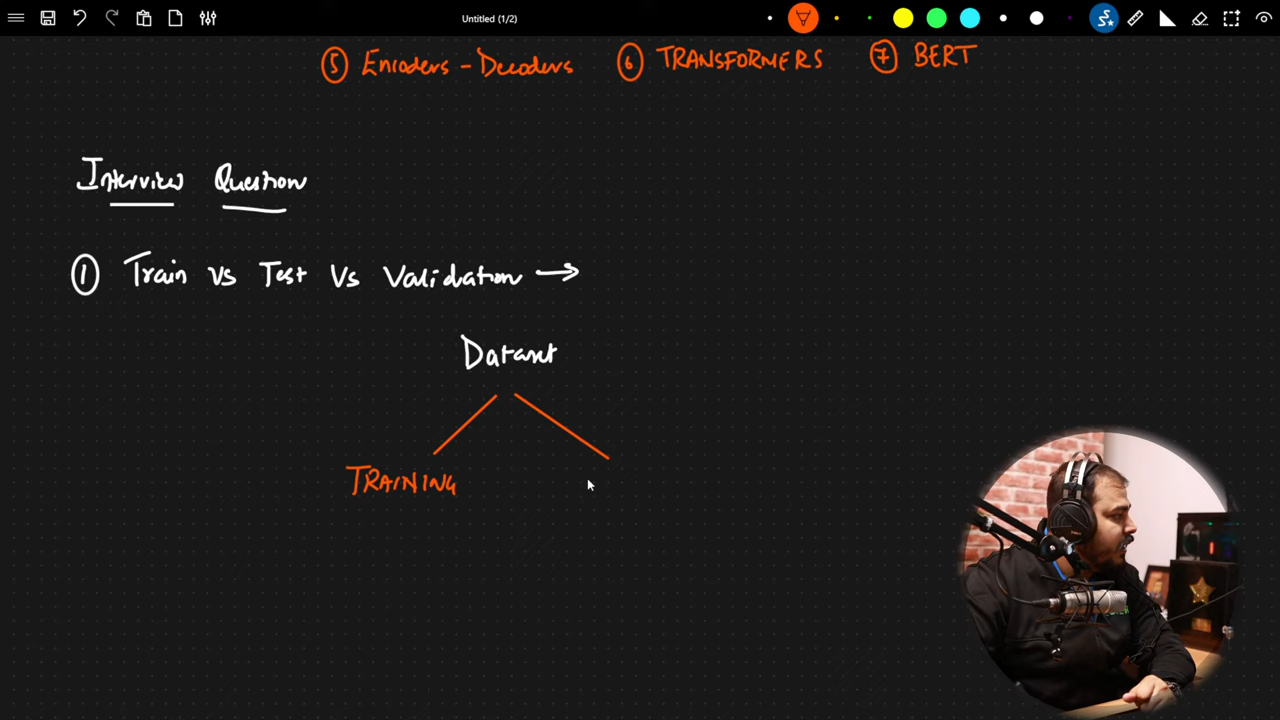 Untitled (1/2)
⑤ Encoders - Decoders ⑥ TRANSFORMERS ⑦ BERT
Interview Question
① Train vs Test Vs Validation →
Dataset
TRAINING